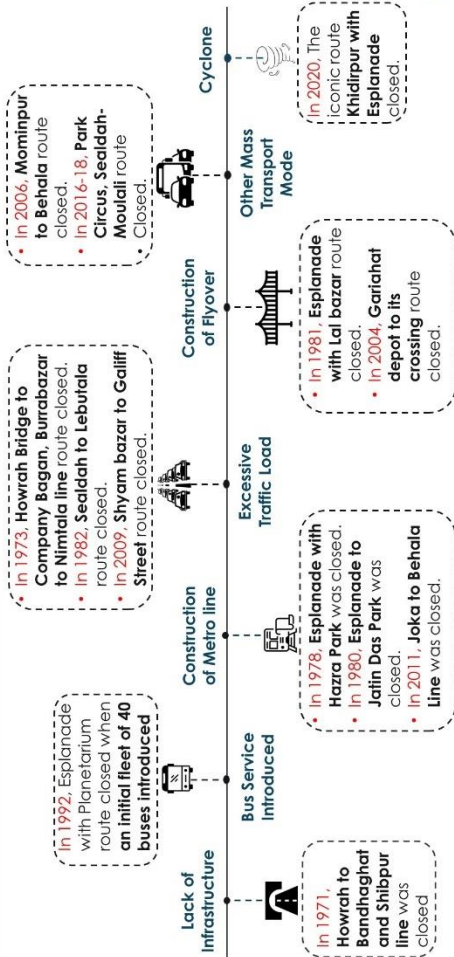 Lack of
Infrastructure
In 1971,
Howrah to
Bandhaghat
and Shibpur
line was
closed
In 1992, Esplanade
with Planetarium
route closed when
an initial fleet of 40
buses introduced
Bus Service
Introduced
Construction
of Metro line
• In 1978, Esplanade with
Hazra Park was closed.
• In 1980, Esplanade to
Jatin Das Park was
closed.
• In 2011, Joka to Behala
Line was closed.
• In 1973, Howrah Bridge to
Company Bagan, Burrabazar
to Nimtala line route closed.
• In 1982, Sealdah to Lebutala
route closed.
• In 2009, Shyam bazar to Galiff
Street route closed.
Excessive
Traffic Load
Construction
of Flyover
• In 1981, Esplanade
with Lal bazar route
closed.
• In 2004, Gariahat
depot to its
crossing route
closed.
• In 2006, Mominpur
to Behala route
closed.
• In 2016-18, Park
Circus, Sealdah-
Moulali route
• Closed.
Other Mass
Transport
Mode
Cyclone
In 2020, The
iconic route
Khidirpur with
Esplanade
closed.